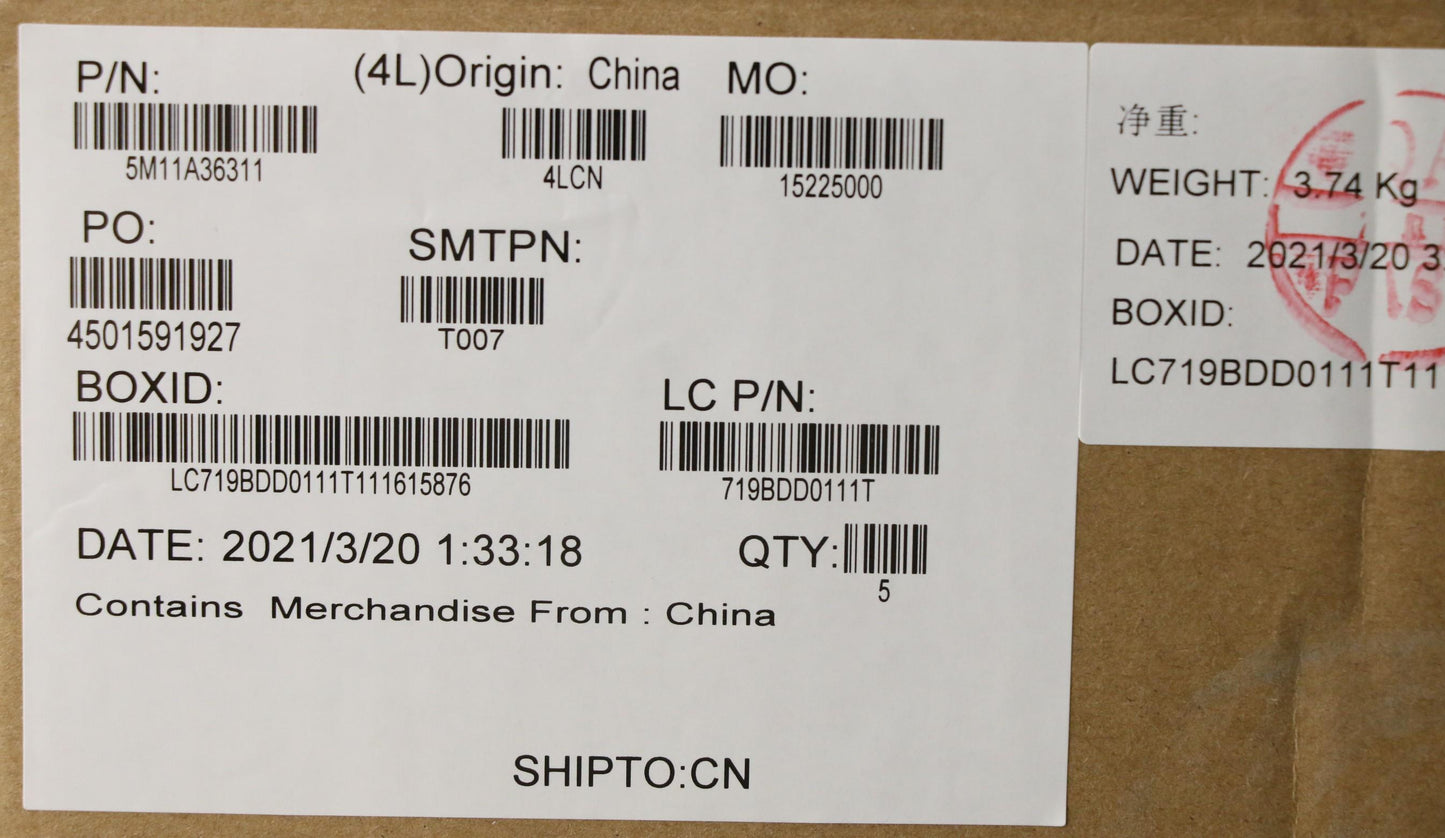 P/N: (4L)Origin: China MO:
5M11A36311 4LCN 15225000
PO: SMTPN:
4501591927 T007
BOXID: LC P/N:
LC719BDD0111T111615876 719BDD0111T
DATE: 2021/3/20 1:33:18 QTY:
5
Contains Merchandise From : China
SHIPTO:CN
净重:
WEIGHT: 3.74 Kg
DATE: 2021/3/20 3
BOXID:
LC719BDD0111T11